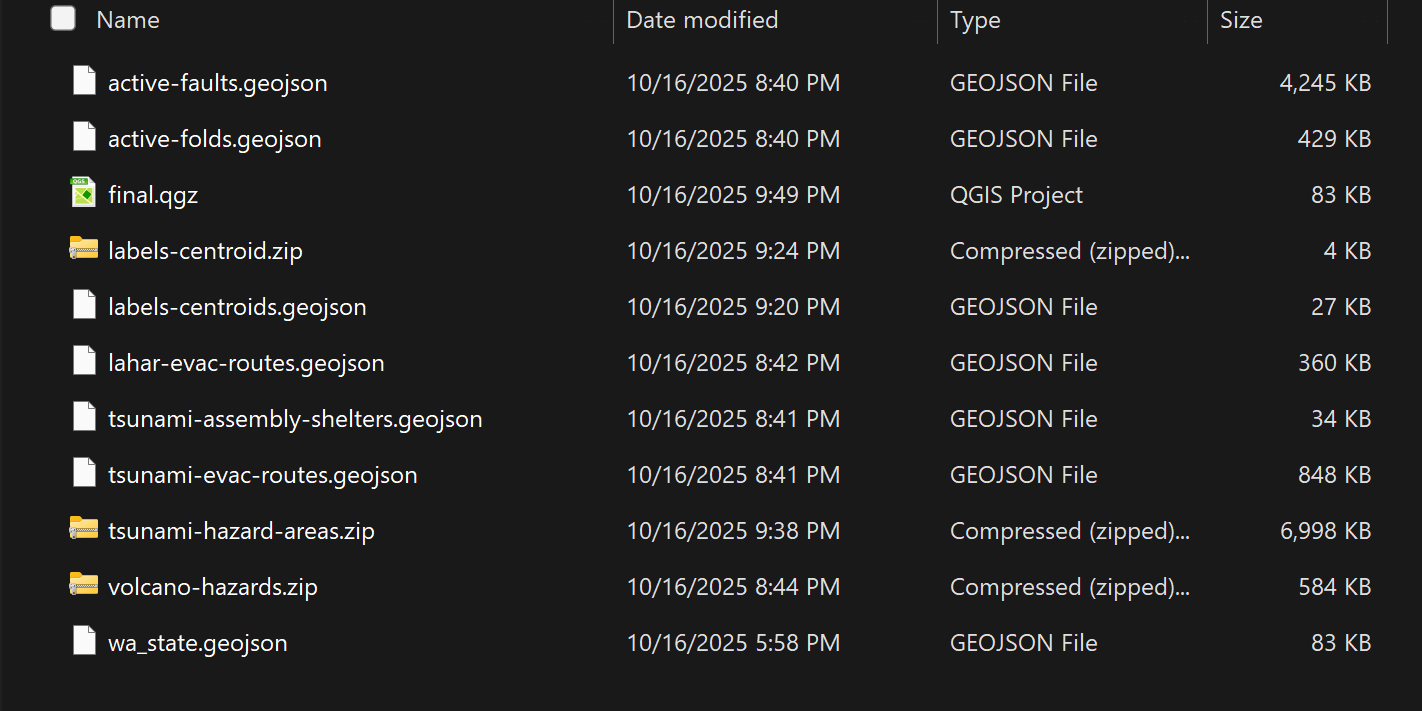 Name Date modified Type Size
active-faults.geojson 10/16/2025 8:40 PM GEOJSON File 4,245 KB
active-folds.geojson 10/16/2025 8:40 PM GEOJSON File 429 KB
QGS final.qgz 10/16/2025 9:49 PM QGIS Project 83 KB
labels-centroid.zip 10/16/2025 9:24 PM Compressed (zipped)... 4 KB
labels-centroids.geojson 10/16/2025 9:20 PM GEOJSON File 27 KB
lahar-evac-routes.geojson 10/16/2025 8:42 PM GEOJSON File 360 KB
tsunami-assembly-shelters.geojson 10/16/2025 8:41 PM GEOJSON File 34 KB
tsunami-evac-routes.geojson 10/16/2025 8:41 PM GEOJSON File 848 KB
tsunami-hazard-areas.zip 10/16/2025 9:38 PM Compressed (zipped)... 6,998 KB
volcano-hazards.zip 10/16/2025 8:44 PM Compressed (zipped)... 584 KB
wa_state.geojson 10/16/2025 5:58 PM GEOJSON File 83 KB